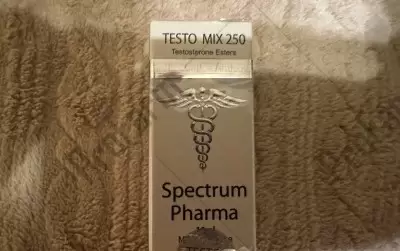 TESTO MIX 250
Testosterone Esters
Spectrum
Pharma